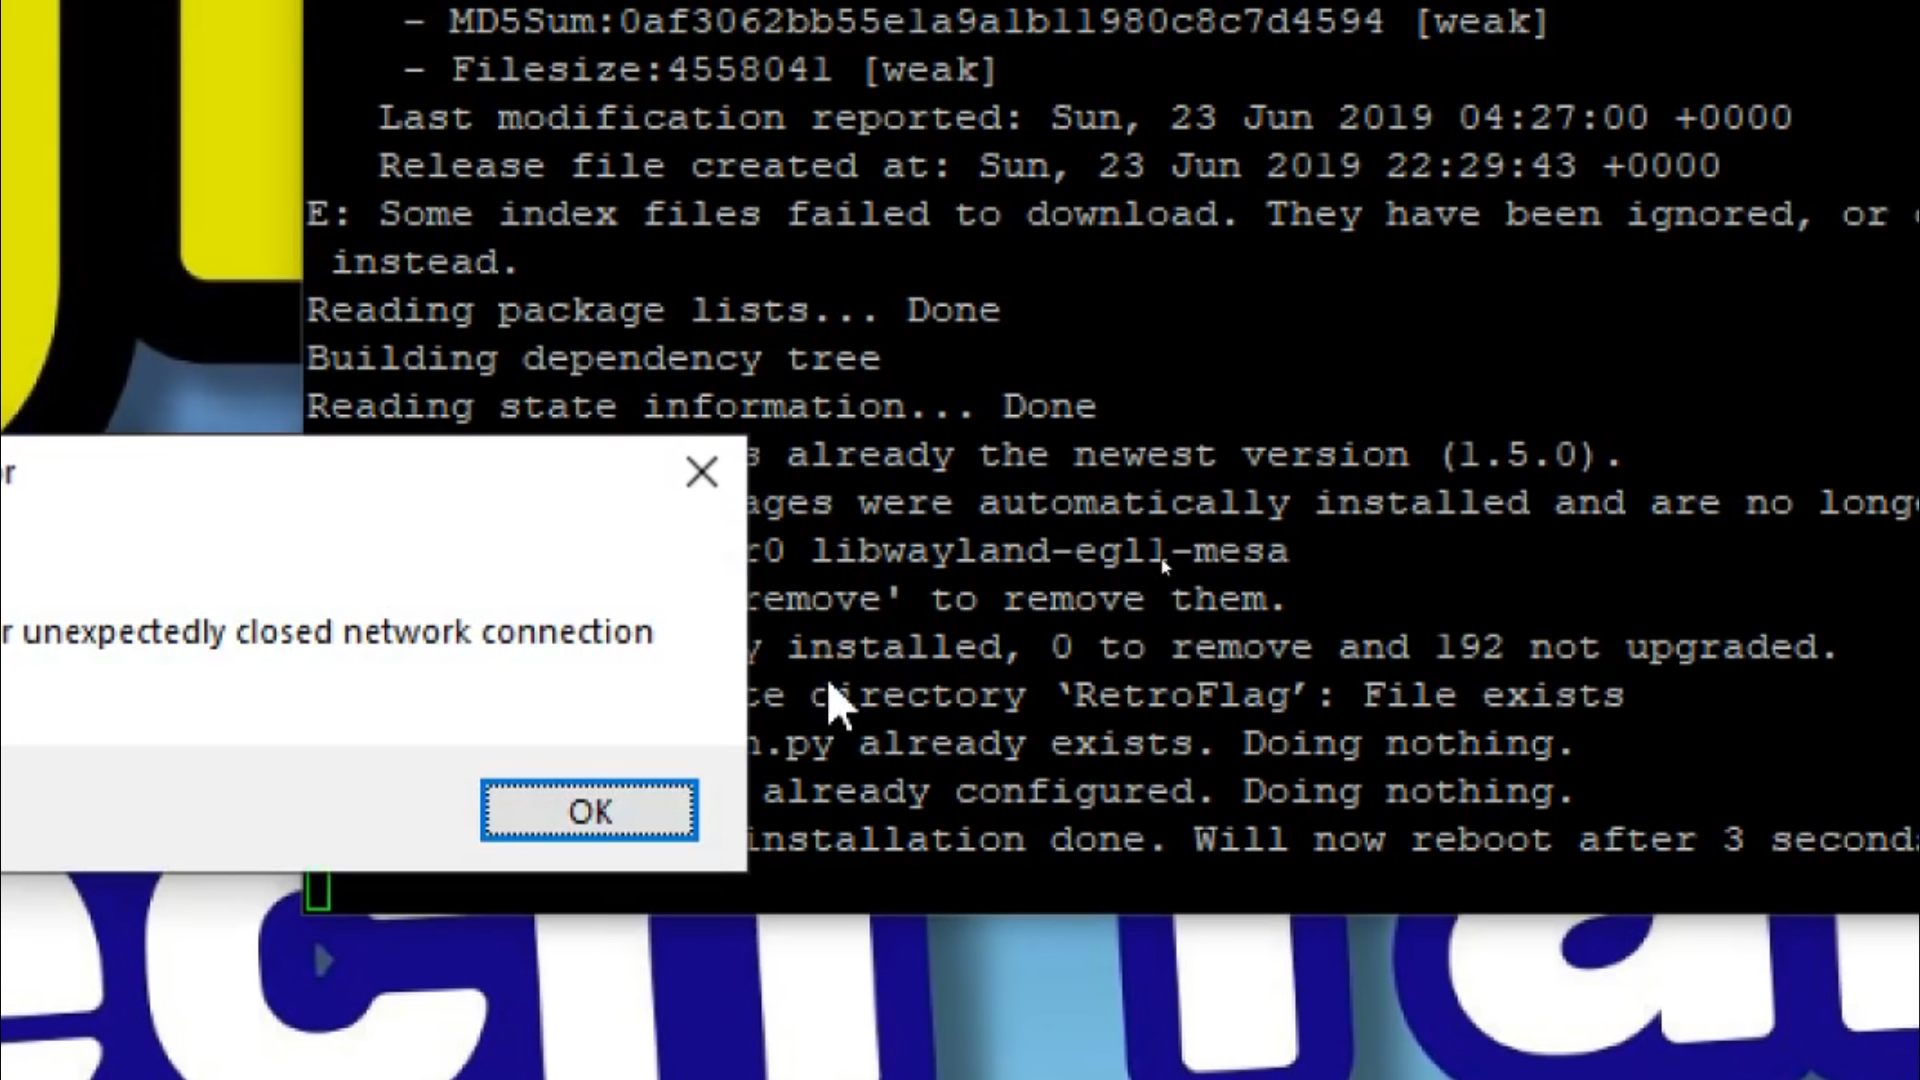 - MD5Sum:0af3062bb55e1a9a1b11980c8c7d4594 [weak]
- Filesize:4558041 [weak]
Last modification reported: Sun, 23 Jun 2019 04:27:00 +0000
Release file created at: Sun, 23 Jun 2019 22:29:43 +0000
E: Some index files failed to download. They have been ignored, or
instead.
Reading package lists... Done
Building dependency tree
Reading state information... Done
already the newest version (1.5.0).
were automatically installed and are no
libwayland-egl1-mesa
remove' to remove them.
installed, 0 to remove and 192 not upgraded.
directory ‘RetroFlag’: File exists
.py already exists. Doing nothing.
already configured. Doing nothing.
installation done. Will now reboot after 3
unexpectedly closed network connection
OK